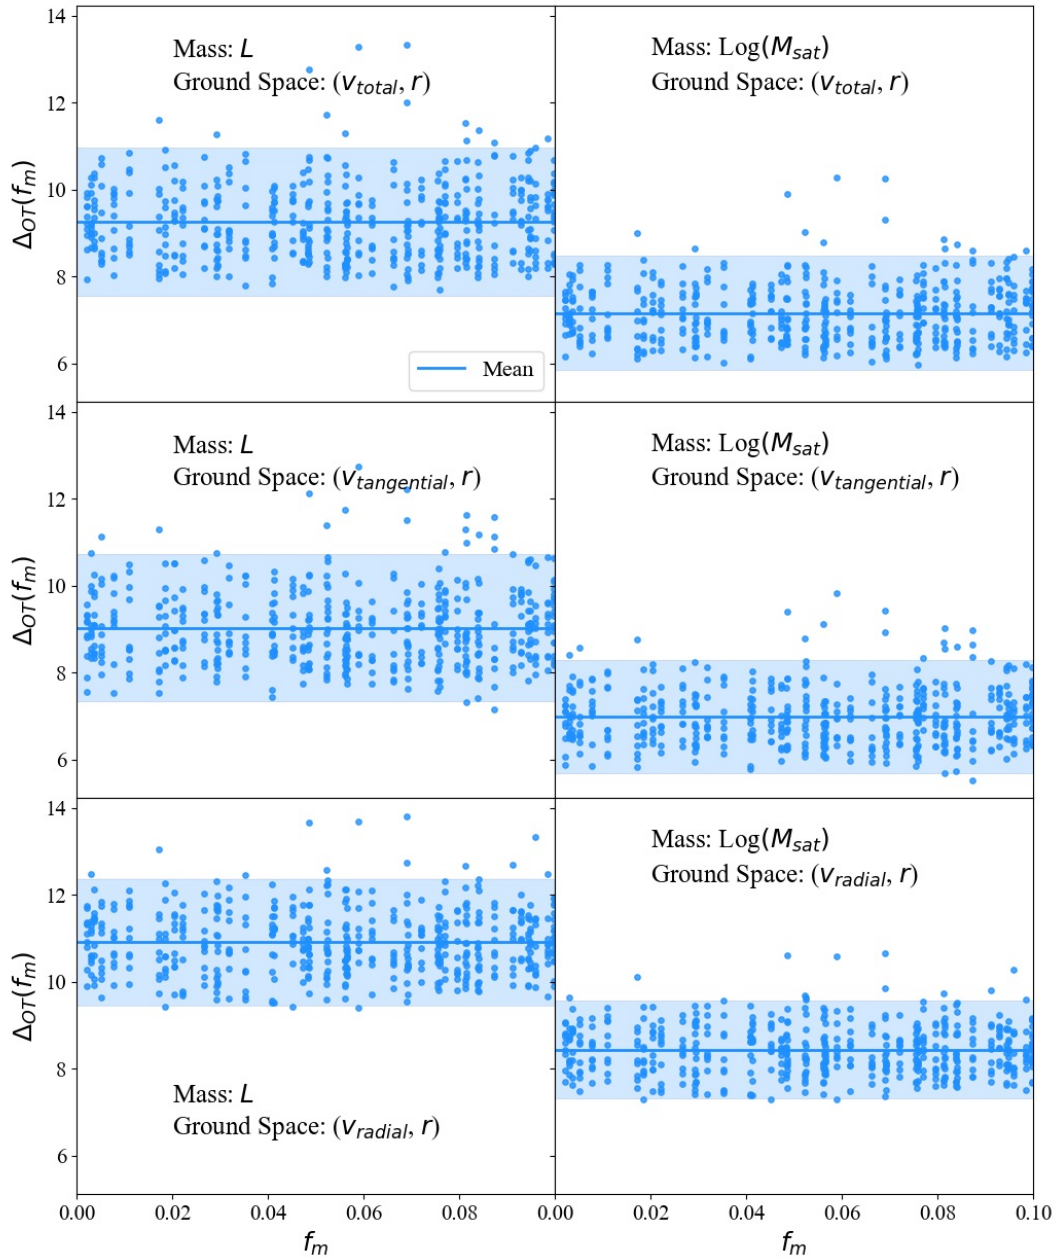 14
12
10
8
6
Δ_OT(f_m)
Mass: L
Ground Space: (v_total, r)
Mean
Mass: Log(M_sat)
Ground Space: (v_total, r)
14
12
10
8
6
Δ_OT(f_m)
Mass: L
Ground Space: (v_tangential, r)
Mass: Log(M_sat)
Ground Space: (v_tangential, r)
14
12
10
8
6
Δ_OT(f_m)
Mass: L
Ground Space: (v_radial, r)
Mass: Log(M_sat)
Ground Space: (v_radial, r)
0.00 0.02 0.04 0.06 0.08 0.00 0.02 0.04 0.06 0.08 0.10
f_m f_m